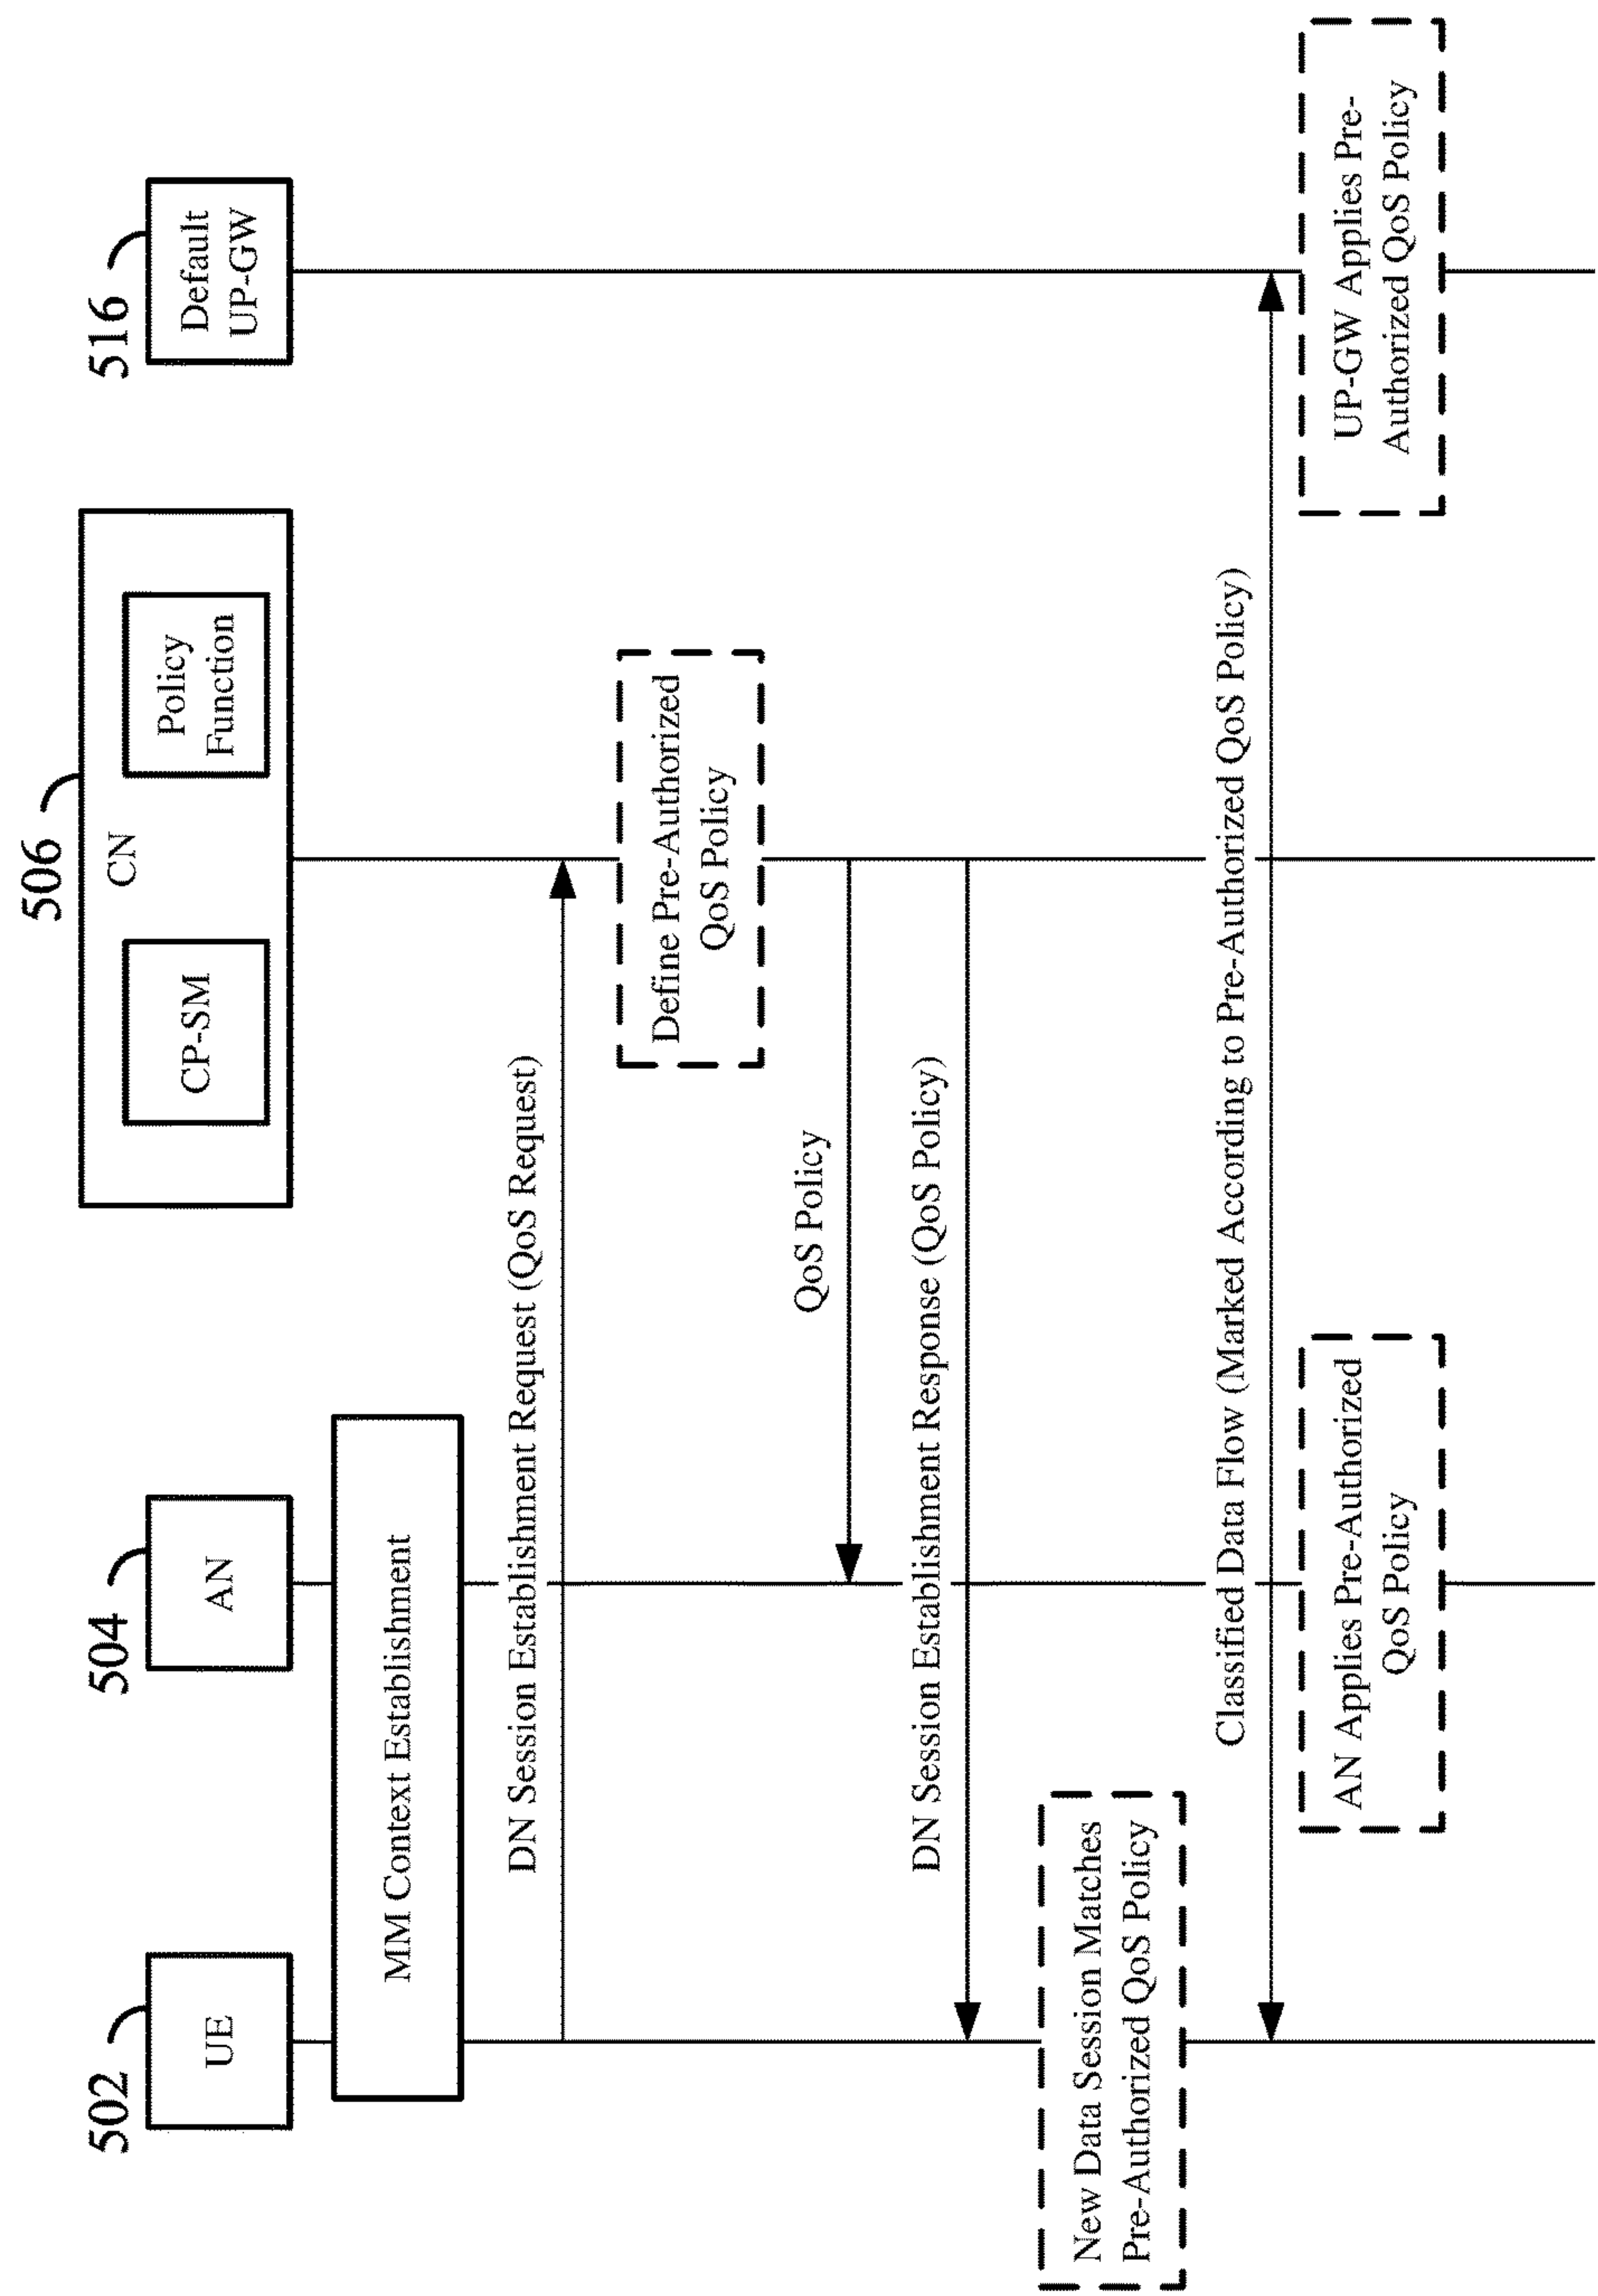 502
504
506
516
UE
AN
CN
CP-SM
Policy
Function
Default
UP-GW
MM Context Establishment
DN Session Establishment Request (QoS Request)
Define Pre-Authorized
QoS Policy
QoS Policy
DN Session Establishment Response (QoS Policy)
New Data Session Matches
Pre-Authorized QoS Policy
Classified Data Flow (Marked According to Pre-Authorized QoS Policy)
AN Applies Pre-Authorized
QoS Policy
UP-GW Applies Pre-
Authorized QoS Policy